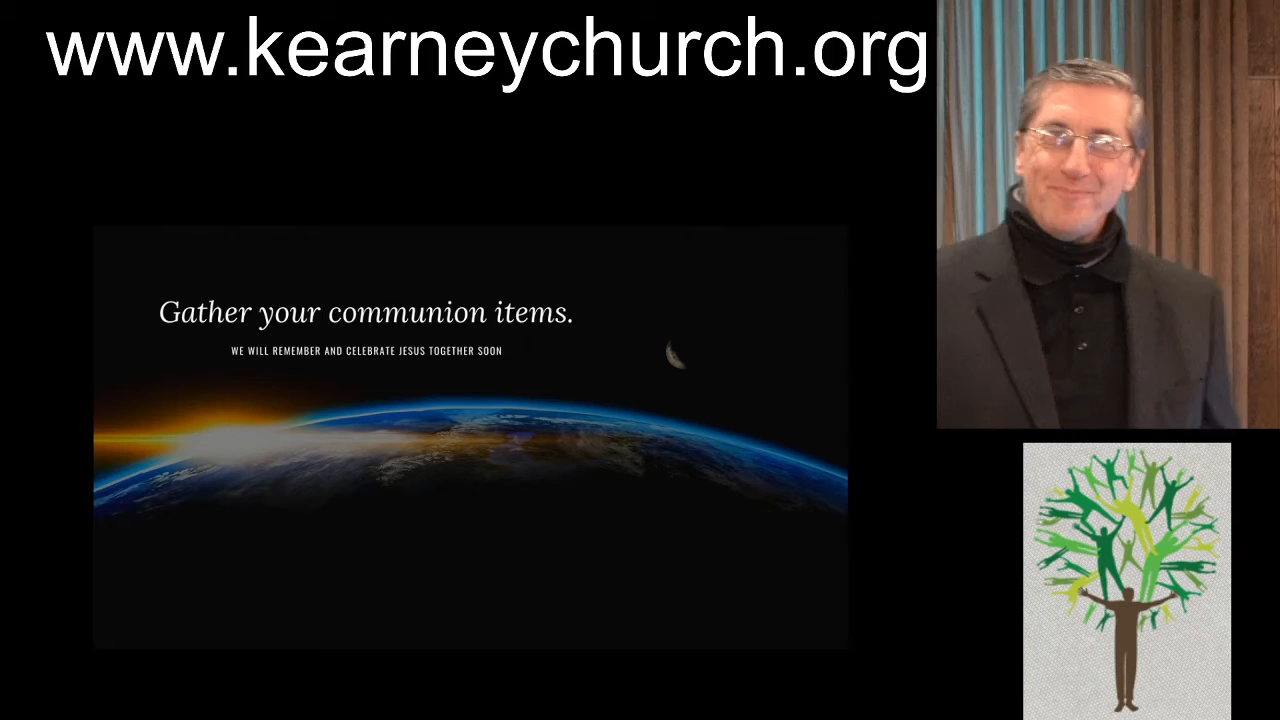 www.kearneychurch.org
Gather your communion items.
WE WILL REMEMBER AND CELEBRATE JESUS TOGETHER SOON